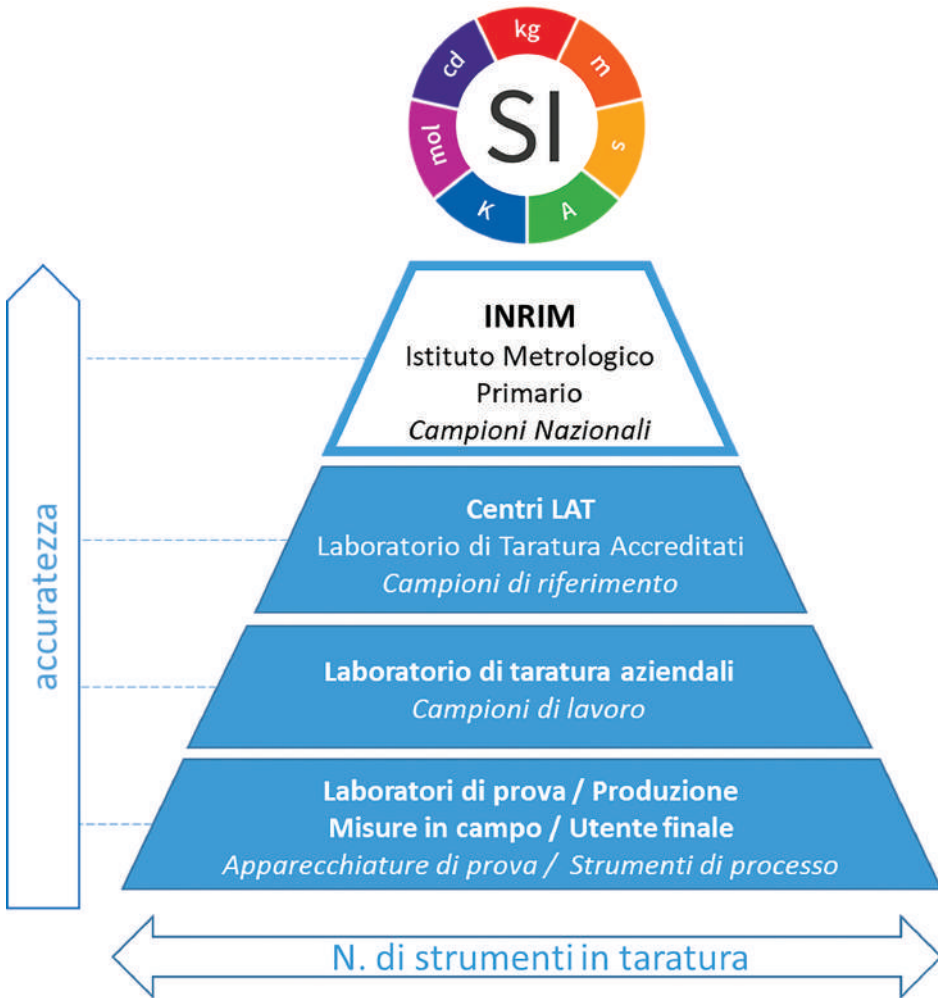 kg
m
s
A
K
mol
cd
SI
INRIM
Istituto Metrologico
Primario
Campioni Nazionali
Centri LAT
Laboratorio di Taratura Accreditati
Campioni di riferimento
Laboratorio di taratura aziendali
Campioni di lavoro
Laboratori di prova / Produzione
Misure in campo / Utente finale
Apparecchiature di prova / Strumenti di processo
accuratezza
N. di strumenti in taratura